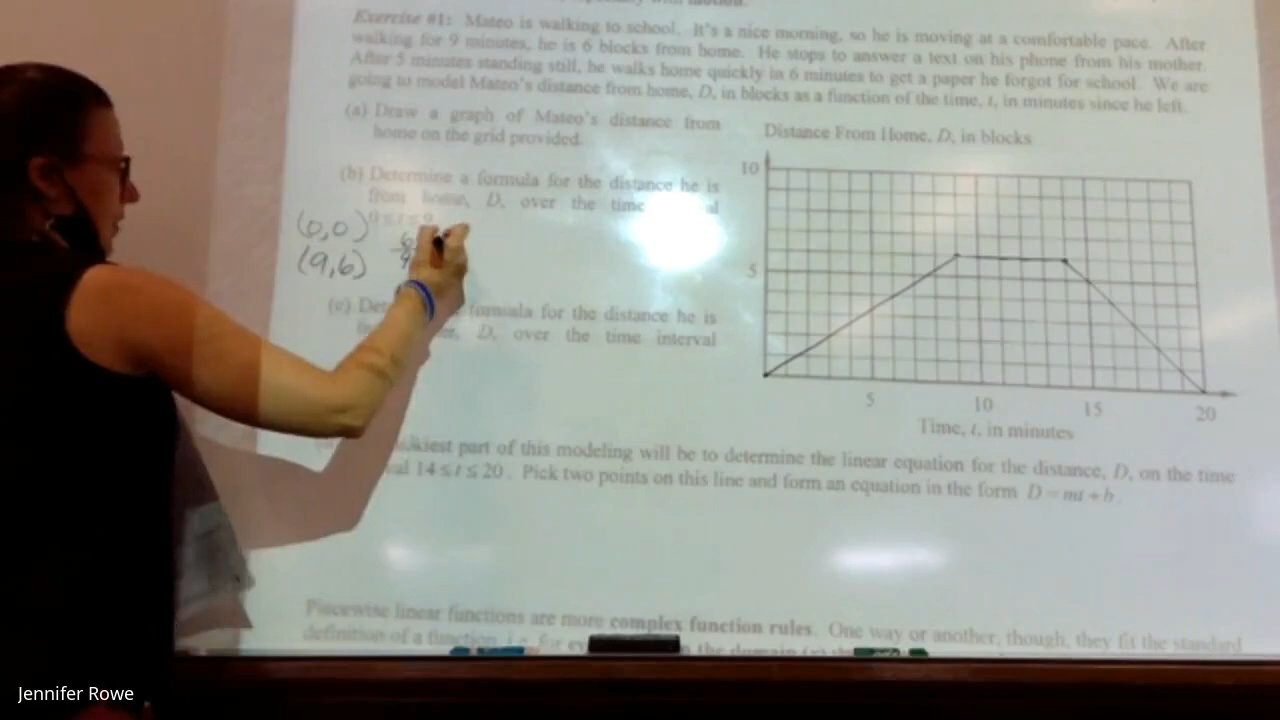 Exercise #1: Mateo is walking to school. It's a nice morning, so he is moving at a comfortable pace. After
walking for 9 minutes, he is 6 blocks from home. He stops to answer a text on his phone from his mother.
After 5 minutes standing still, he walks home quickly in 6 minutes to get a paper he forgot for school. We are
going to model Mateo's distance from home, D, in blocks as a function of the time, t, in minutes since he left.
(a) Draw a graph of Mateo's distance from
home on the grid provided.
(b) Determine a formula for the distance he is
from home, D, over the time
0 ≤ t ≤ 9
(0,0)
(9,6)
6
9
(c) formula for the distance he is
D, over the time interval
Distance From Home, D, in blocks
10
5
5 10 15 20
Time, t, in minutes
part of this modeling will be to determine the linear equation for the distance, D, on the time
14 ≤ t ≤ 20. Pick two points on this line and form an equation in the form D = mt + b.
Piecewise linear functions are more complex function rules. One way or another, though, they fit the standard
definition of a function, i.e. for
Jennifer Rowe